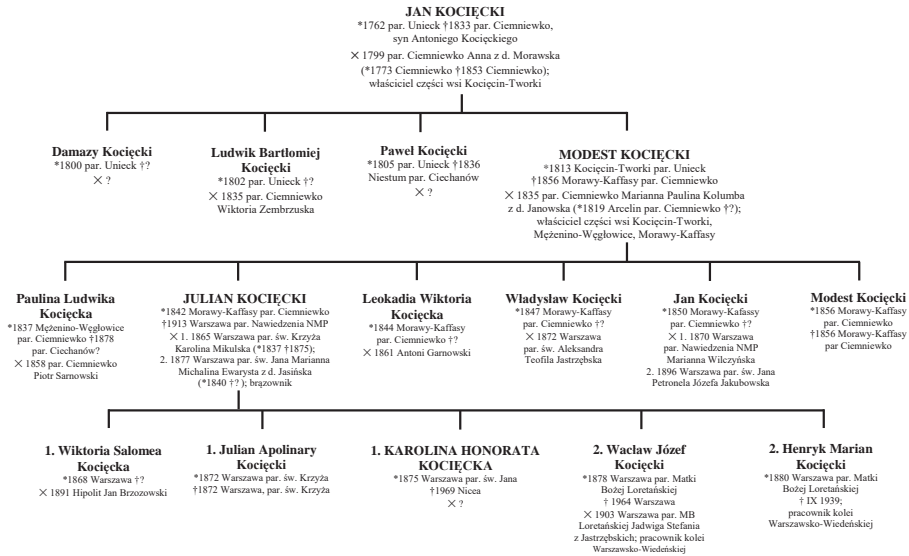 JAN KOCIĘCKI
*1762 par. Unieck †1833 par. Ciemniewko,
syn Antoniego Kocięckiego
✕ 1799 par. Ciemniewko Anna z d. Morawska
(*1773 Ciemniewko †1853 Ciemniewko);
właściciel części wsi Kocięcin-Tworki
Damazy Kocięcki
*1800 par. Unieck †?
✕ ?
Ludwik Bartłomiej
Kocięcki
*1802 par. Unieck †?
✕ 1835 par. Ciemniewko
Wiktoria Zembrzuska
Paweł Kocięcki
*1805 par. Unieck †1836
Niestum par. Ciechanów
✕ ?
MODEST KOCIĘCKI
*1813 Kocięcin-Tworki par. Unieck
†1856 Morawy-Kaffasy par. Ciemniewko
✕ 1835 par. Ciemniewko Marianna Paulina Kolumba
z d. Janowska (*1819 Arcelin par. Ciemniewko †?);
właściciel części wsi Kocięcin-Tworki,
Mężenino-Węgłowice, Morawy-Kaffasy
Paulina Ludwika
Kocięcka
*1837 Mężenino-Węgłowice
par. Ciemniewko †1878
par. Ciechanów?
✕ 1858 par. Ciemniewko
Piotr Sarnowski
JULIAN KOCIĘCKI
*1842 Morawy-Kaffasy par. Ciemniewko
†1913 Warszawa par. Nawiedzenia NMP
✕ 1. 1865 Warszawa par. św. Krzyża
Karolina Mikulska (*1837 †1875);
2. 1877 Warszawa par. św. Jana Marianna
Michalina Ewarysta z d. Jasińska
(*1840 †? ); brązownik
Leokadia Wiktoria
Kocięcka
*1844 Morawy-Kaffasy
par. Ciemniewko †?
✕ 1861 Antoni Garnowski
Władysław Kocięcki
*1847 Morawy-Kaffasy
par. Ciemniewko †?
✕ 1872 Warszawa
par. św. Aleksandra
Teofila Jastrzębska
Jan Kocięcki
*1850 Morawy-Kafassy
par. Ciemniewko †?
✕ 1. 1870 Warszawa
par. Nawiedzenia NMP
Marianna Wilczyńska
2. 1896 Warszawa par. św. Jana
Petronela Józefa Jakubowska
Modest Kocięcki
*1856 Morawy-Kaffasy
par. Ciemniewko
†1856 Morawy-Kaffasy
par Ciemniewko
1. Wiktoria Salomea
Kocięcka
*1868 Warszawa †?
✕ 1891 Hipolit Jan Brzozowski
1. Julian Apolinary
Kocięcki
*1872 Warszawa par. św. Krzyża
†1872 Warszawa, par. św. Krzyża
1. KAROLINA HONORATA
KOCIĘCKA
*1875 Warszawa par. św. Jana
†1969 Nicea
✕ ?
2. Wacław Józef
Kocięcki
*1878 Warszawa par. Matki
Bożej Loretańskiej
† 1964 Warszawa
✕ 1903 Warszawa par. MB
Loretańskiej Jadwiga Stefania
z Jastrzębskich; pracownik kolei
Warszawsko-Wiedeńskiej
2. Henryk Marian
Kocięcki
*1880 Warszawa par. Matki
Bożej Loretańskiej
† IX 1939;
pracownik kolei
Warszawsko-Wiedeńskiej